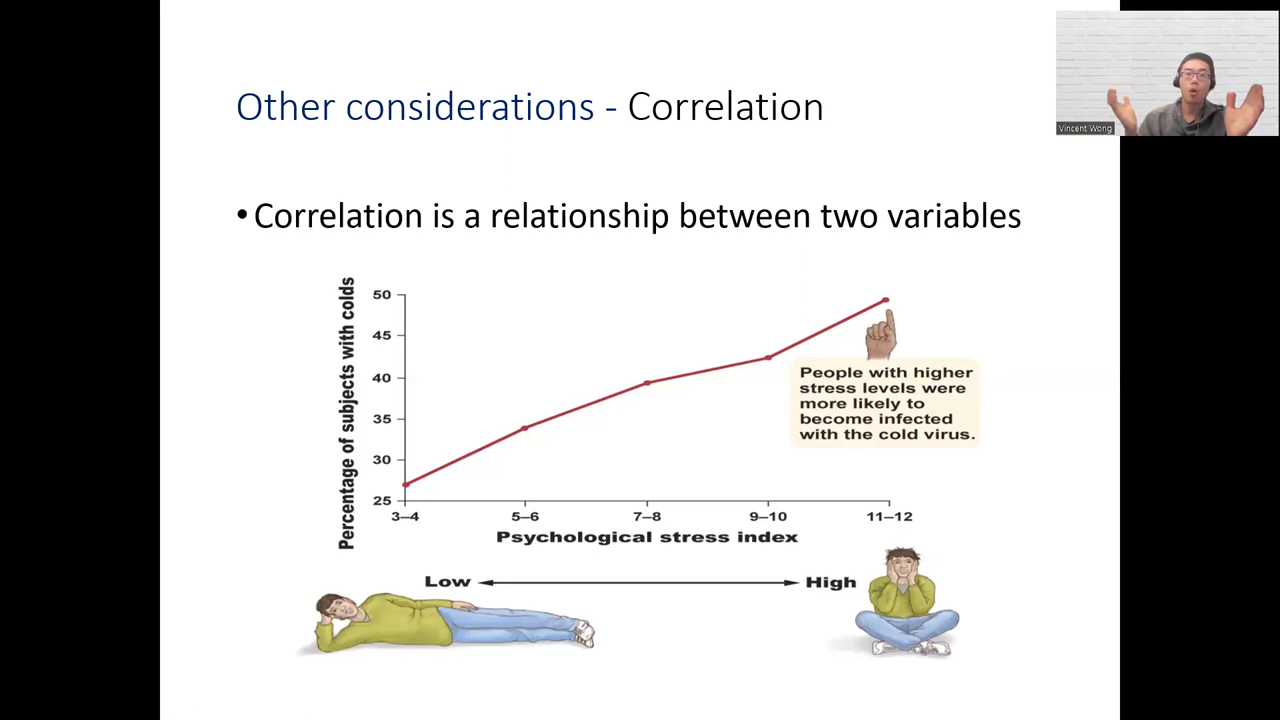 Other considerations - Correlation
Vincent Wong
• Correlation is a relationship between two variables
Percentage of subjects with colds
50
45
40
35
30
25
People with higher
stress levels were
more likely to
become infected
with the cold virus.
3–4 5–6 7–8 9–10 11–12
Psychological stress index
Low High